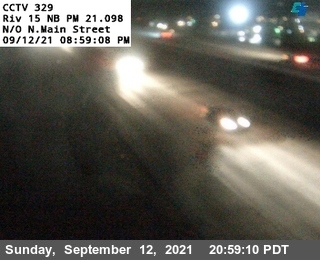 CCTV 329
Riv 15 NB PM 21.098
N/O N.Main Street
09/12/21 08:59:08 PM
Sunday, September 12, 2021 20:59:10 PDT